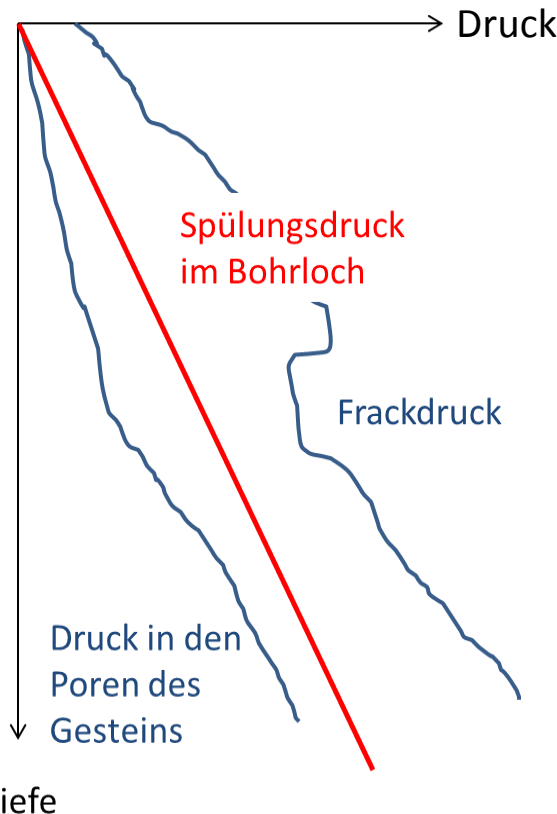 Druck
Spülungsdruck
im Bohrloch
Frackdruck
Druck in den
Poren des
Gesteins
iefe